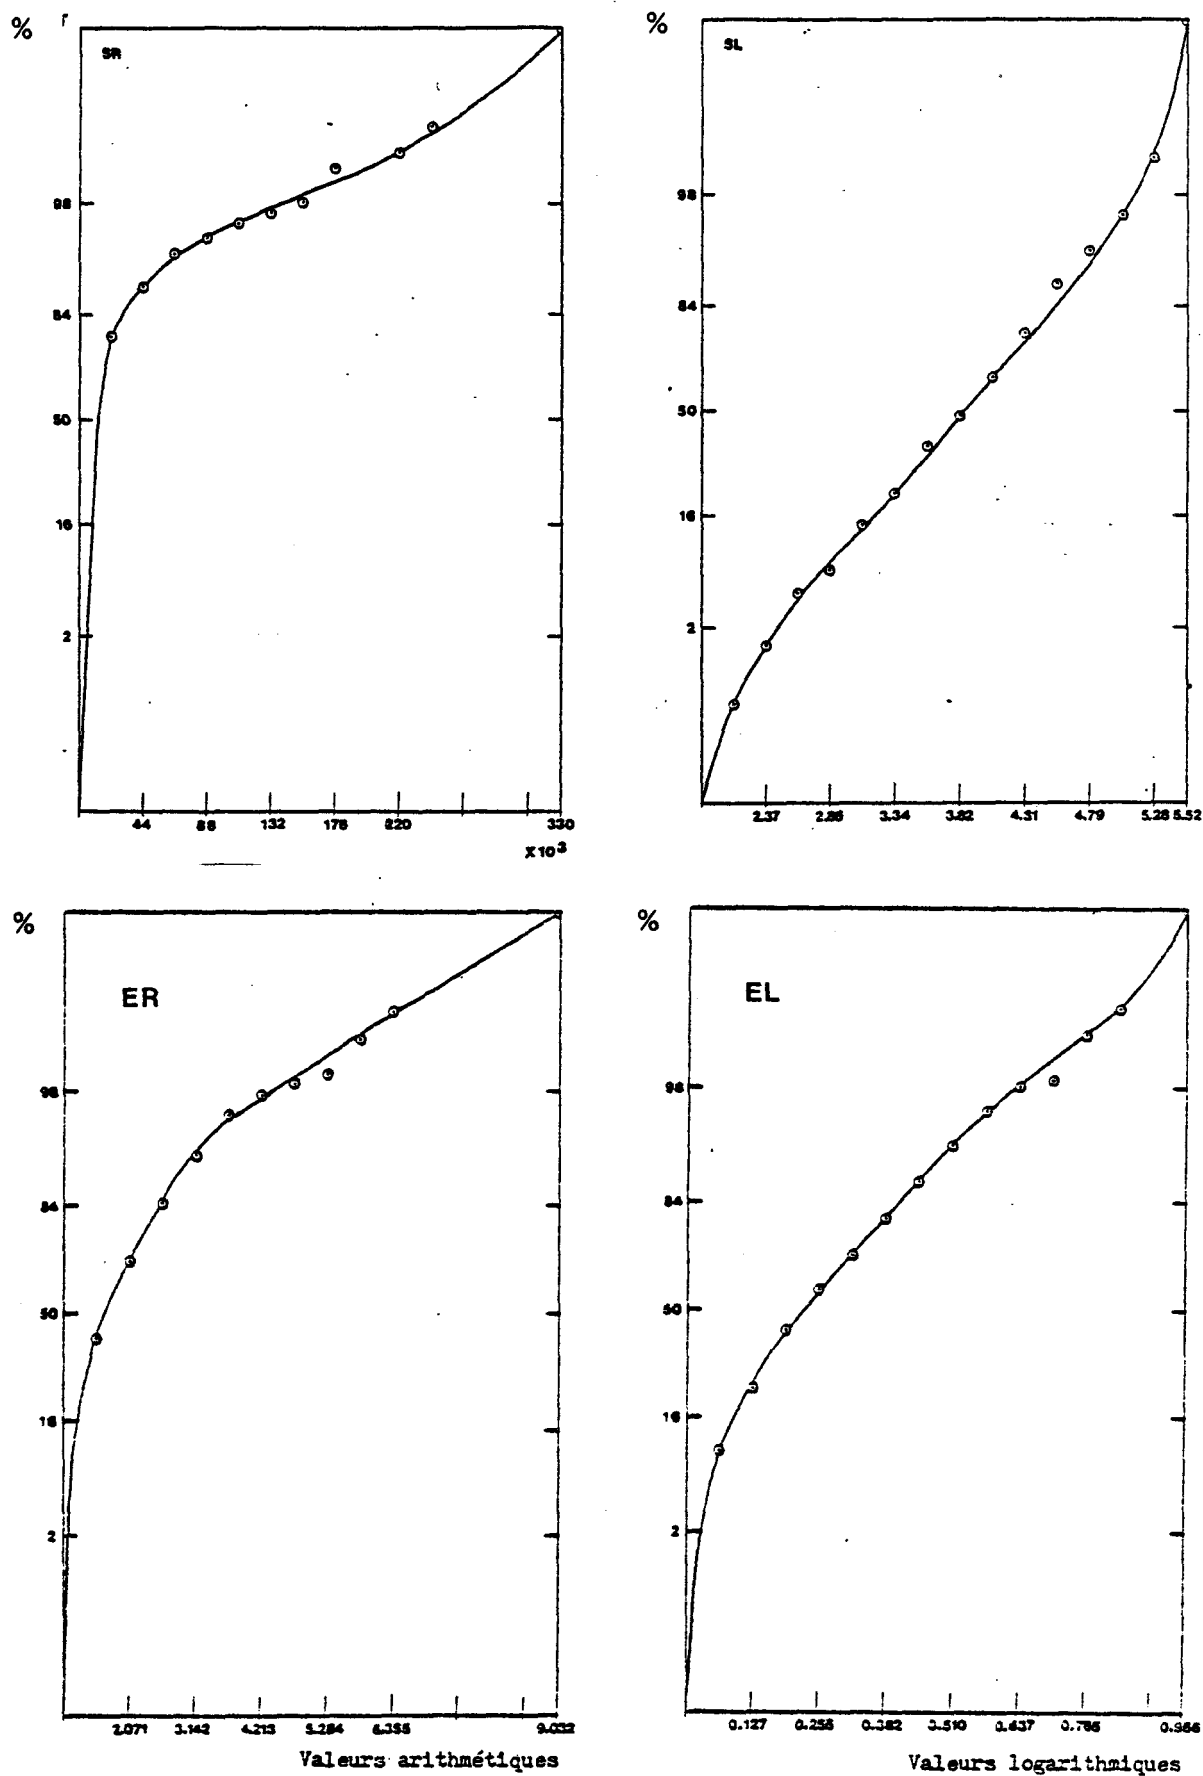 %
SR
98
84
50
16
2
44 88 132 176 220 330
X10³
%
SL
98
84
50
16
2
2.37 2.86 3.34 3.82 4.31 4.79 5.28 5.52
%
ER
98
84
50
16
2
2.071 3.142 4.213 5.284 6.355 9.032
Valeurs arithmétiques
%
EL
98
84
50
16
2
0.127 0.255 0.382 0.510 0.637 0.765 0.956
Valeurs logarithmiques